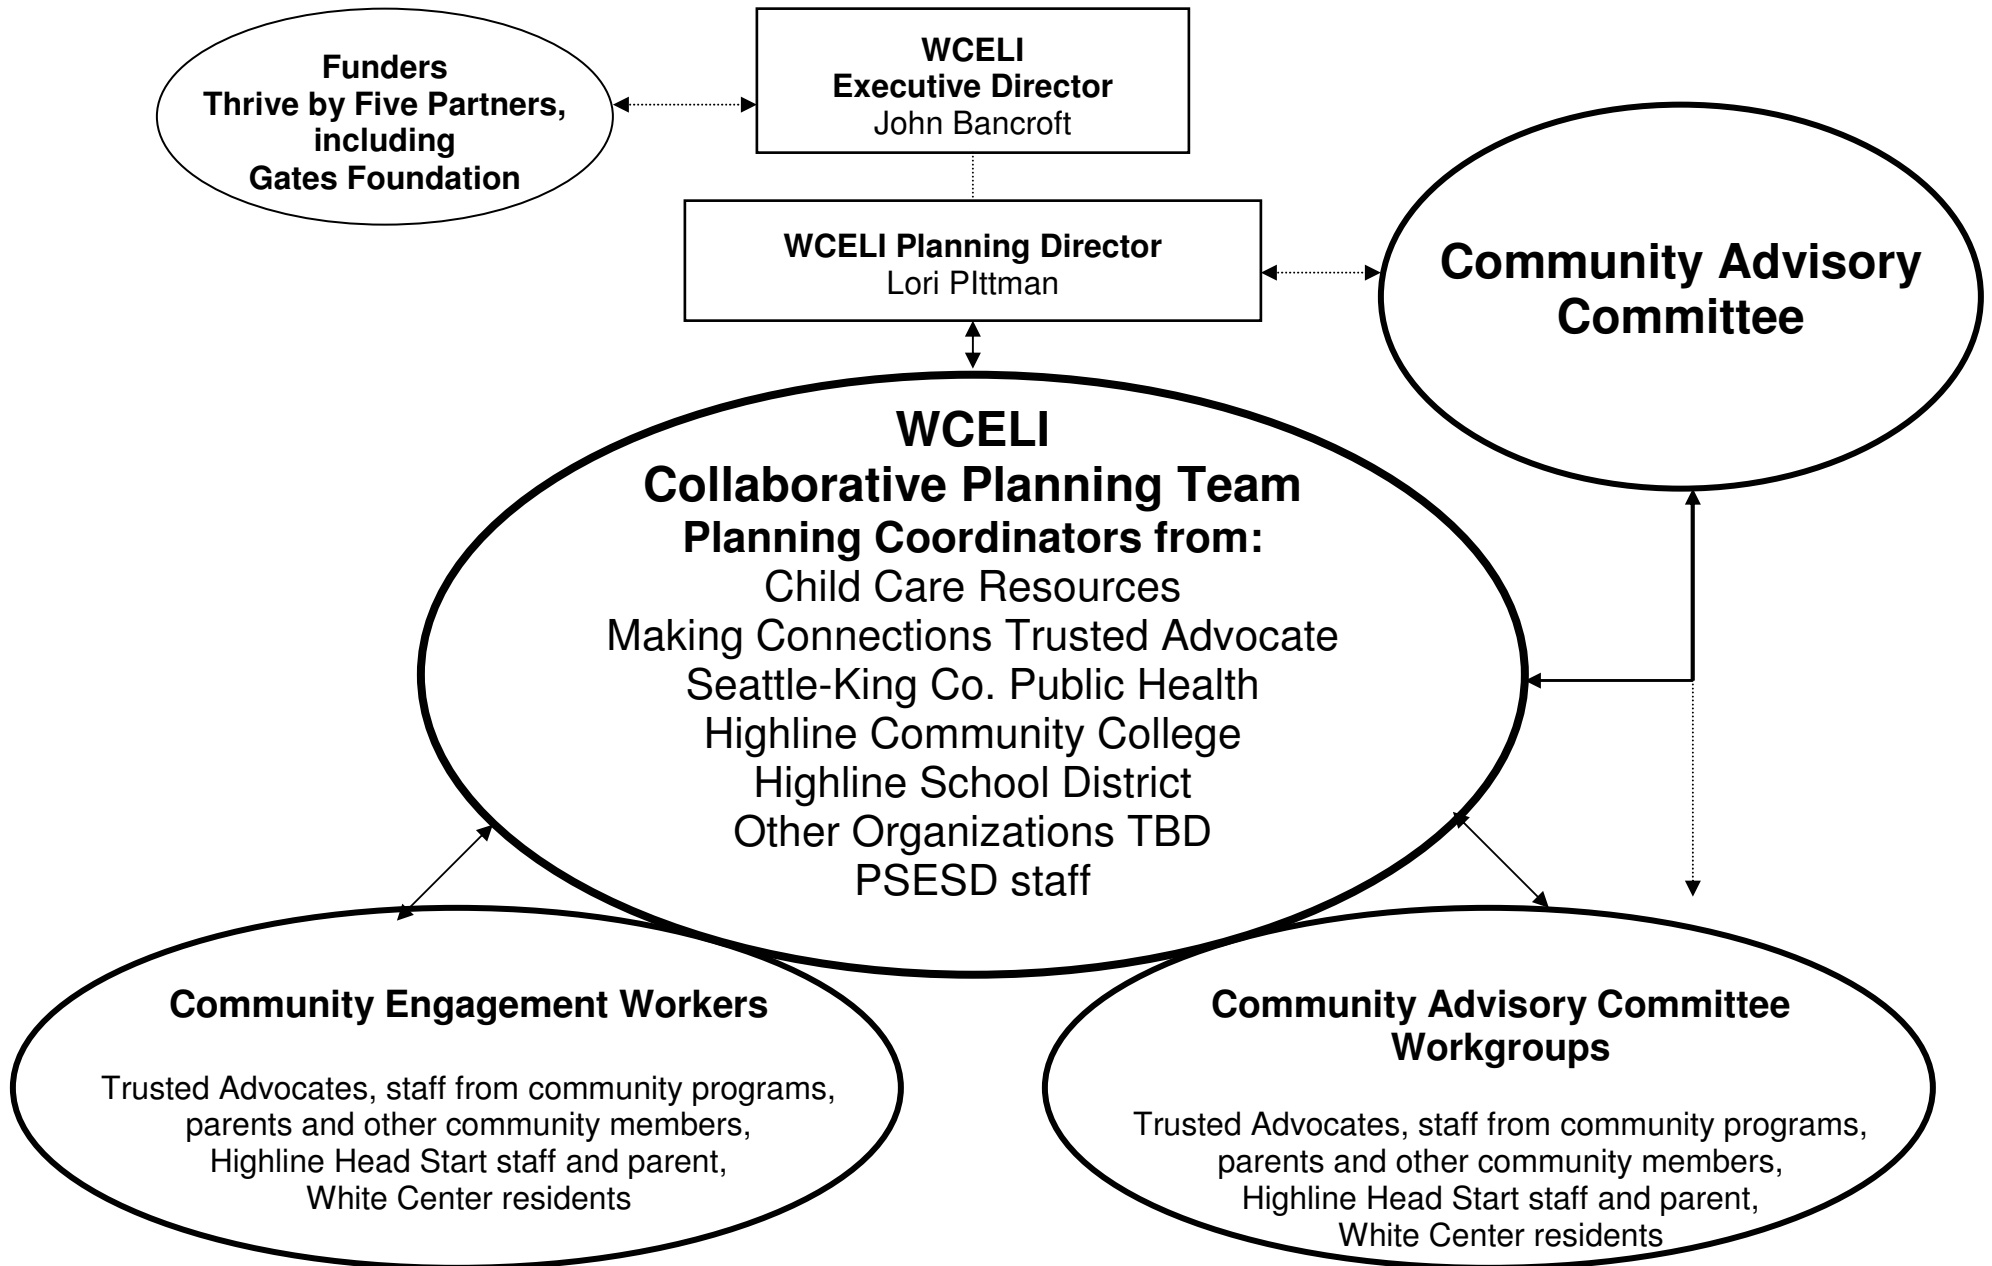 Funders
Thrive by Five Partners,
including
Gates Foundation
WCELI
Executive Director
John Bancroft
WCELI Planning Director
Lori PIttman
Community Advisory
Committee
WCELI
Collaborative Planning Team
Planning Coordinators from:
Child Care Resources
Making Connections Trusted Advocate
Seattle-King Co. Public Health
Highline Community College
Highline School District
Other Organizations TBD
PSESD staff
Community Engagement Workers
Trusted Advocates, staff from community programs,
parents and other community members,
Highline Head Start staff and parent,
White Center residents
Community Advisory Committee
Workgroups
Trusted Advocates, staff from community programs,
parents and other community members,
Highline Head Start staff and parent,
White Center residents